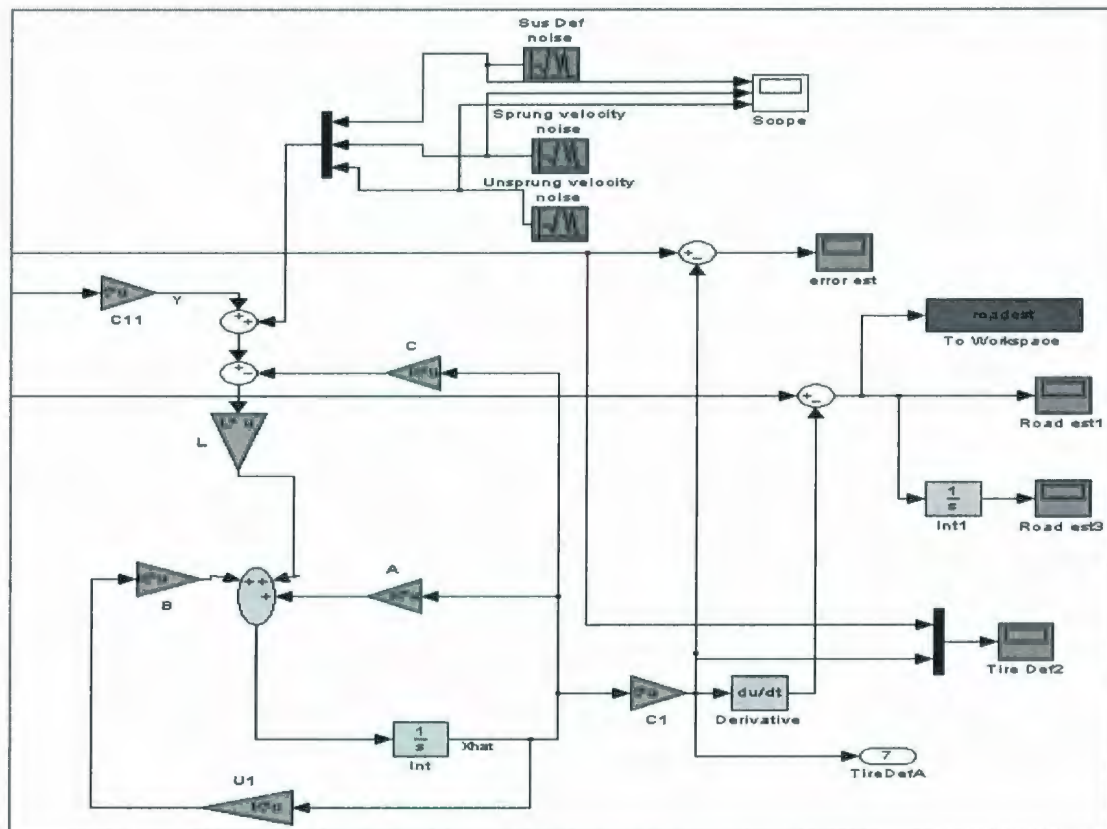 Sus Def
noise
Scope
Sprung velocity
noise
Unsprung velocity
noise
error est
C11
Y
roadest
To Workspace
C
Road est1
L
1
s
Int1
Road est3
B
A
Tire Def2
C1
du/dt
Derivative
1
s
Int
Xhat
7
TireDefA
U1